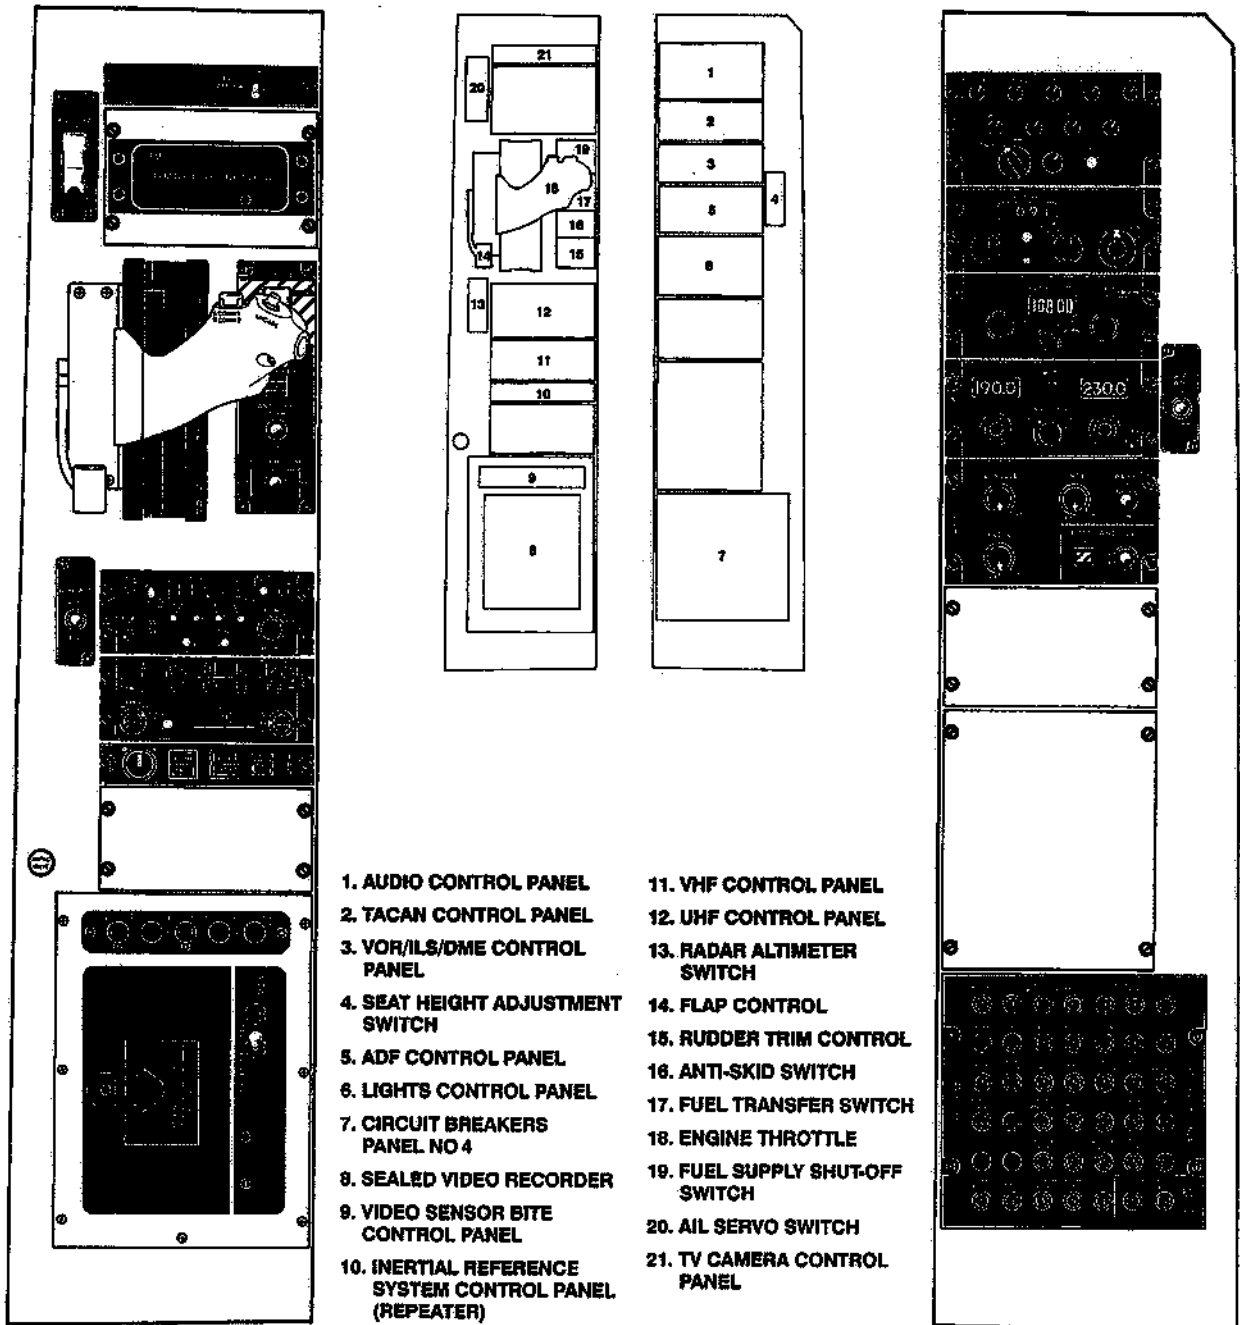 21
20
19
18
17
16
15
14
13
12
11
10
9
8
1
2
3
4
5
6
7
108.00
190.0
230.0
1. AUDIO CONTROL PANEL
2. TACAN CONTROL PANEL
3. VOR/ILS/DME CONTROL
PANEL
4. SEAT HEIGHT ADJUSTMENT
SWITCH
5. ADF CONTROL PANEL
6. LIGHTS CONTROL PANEL
7. CIRCUIT BREAKERS
PANEL NO 4
8. SEALED VIDEO RECORDER
9. VIDEO SENSOR BITE
CONTROL PANEL
10. INERTIAL REFERENCE
SYSTEM CONTROL PANEL
(REPEATER)
11. VHF CONTROL PANEL
12. UHF CONTROL PANEL
13. RADAR ALTIMETER
SWITCH
14. FLAP CONTROL
15. RUDDER TRIM CONTROL
16. ANTI-SKID SWITCH
17. FUEL TRANSFER SWITCH
18. ENGINE THROTTLE
19. FUEL SUPPLY SHUT-OFF
SWITCH
20. AIL SERVO SWITCH
21. TV CAMERA CONTROL
PANEL